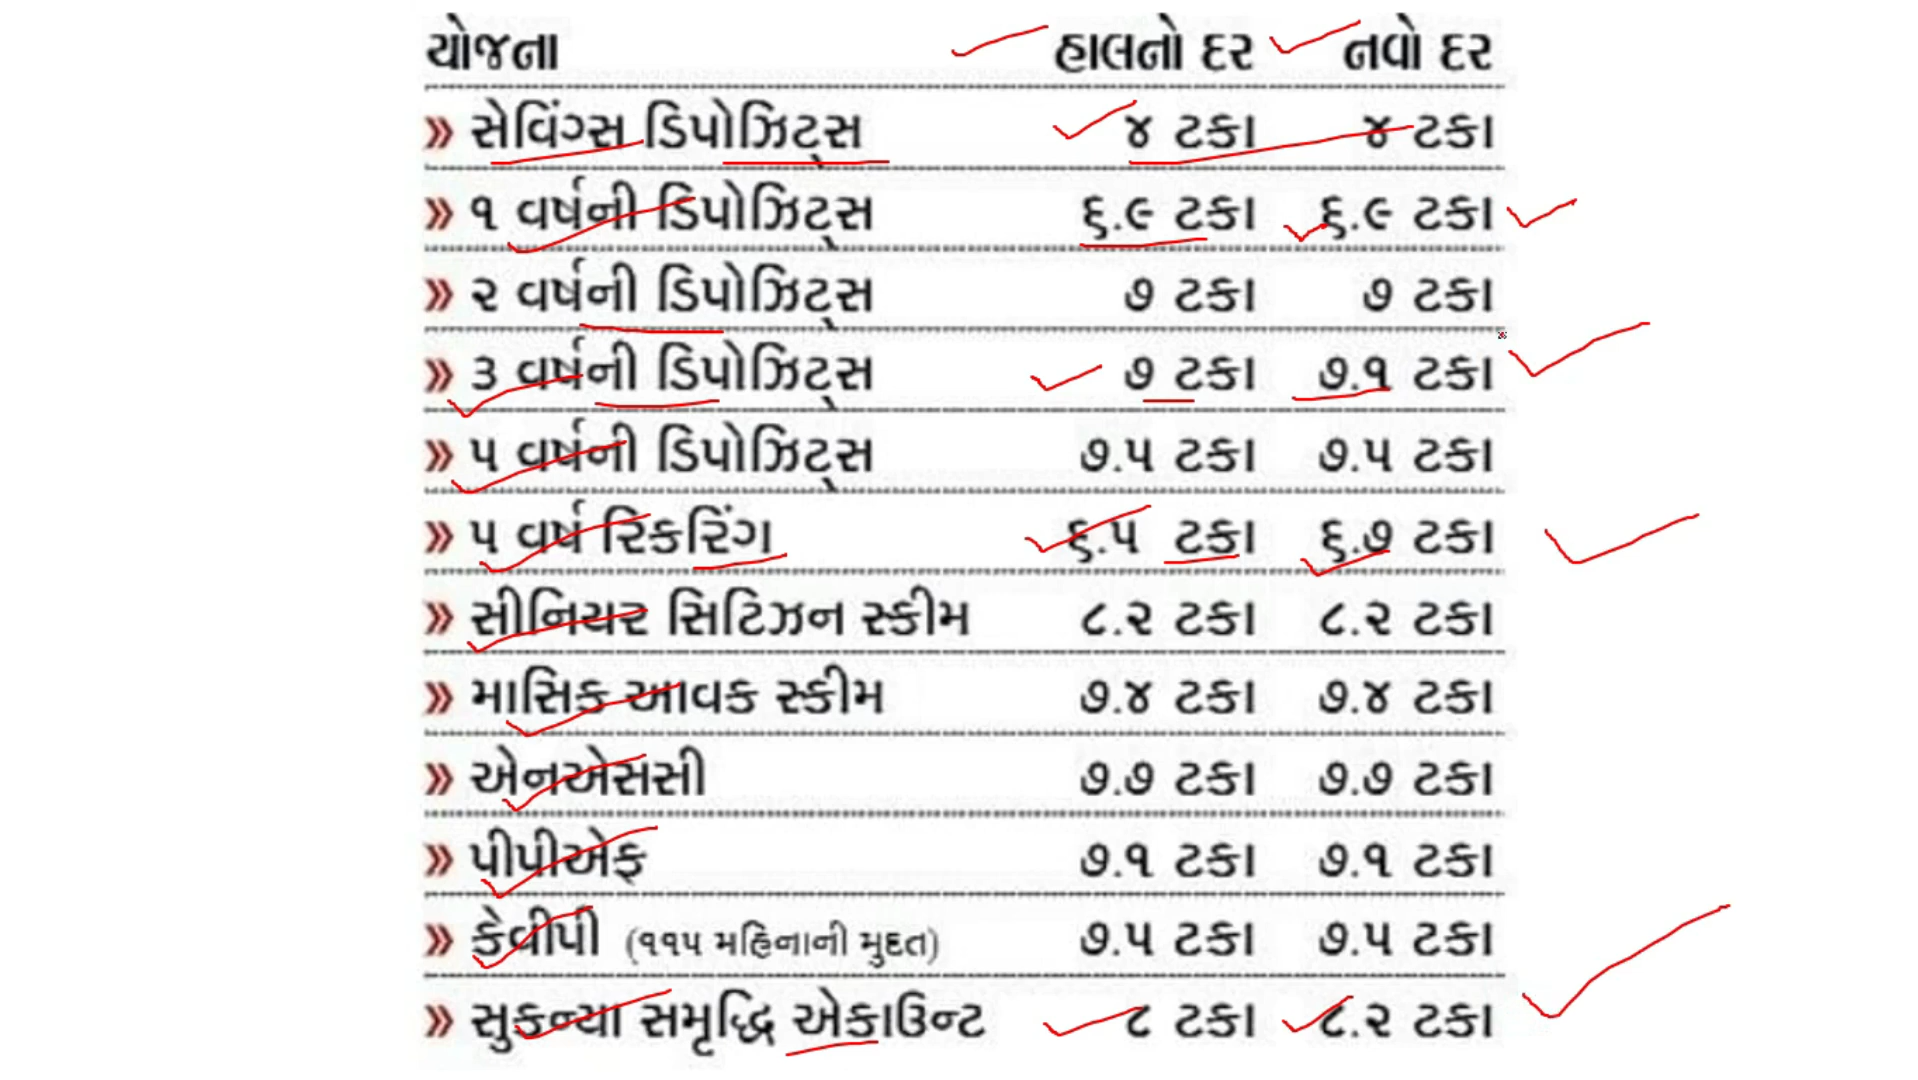 યોજના હાલનો દર નવો દર
» સેવિંગ્સ ડિપોઝિટ્સ ૪ ટકા ૪ ટકા
» ૧ વર્ષની ડિપોઝિટ્સ ૬.૯ ટકા ૬.૯ ટકા
» ૨ વર્ષની ડિપોઝિટ્સ ૭ ટકા ૭ ટકા
» ૩ વર્ષની ડિપોઝિટ્સ ૭ ટકા ૭.૧ ટકા
» ૫ વર્ષની ડિપોઝિટ્સ ૭.૫ ટકા ૭.૫ ટકા
» ૫ વર્ષ રિકરિંગ ૬.૫ ટકા ૬.૭ ટકા
» સીનિયર સિટિઝન સ્કીમ ૮.૨ ટકા ૮.૨ ટકા
» માસિક આવક સ્કીમ ૭.૪ ટકા ૭.૪ ટકા
» એનએસસી ૭.૭ ટકા ૭.૭ ટકા
» પીપીએફ ૭.૧ ટકા ૭.૧ ટકા
» કેવીપી (૧૧૫ મહિનાની મુદ્દત) ૭.૫ ટકા ૭.૫ ટકા
» સુકન્યા સમૃદ્ધિ એકાઉન્ટ ૮ ટકા ૮.૨ ટકા